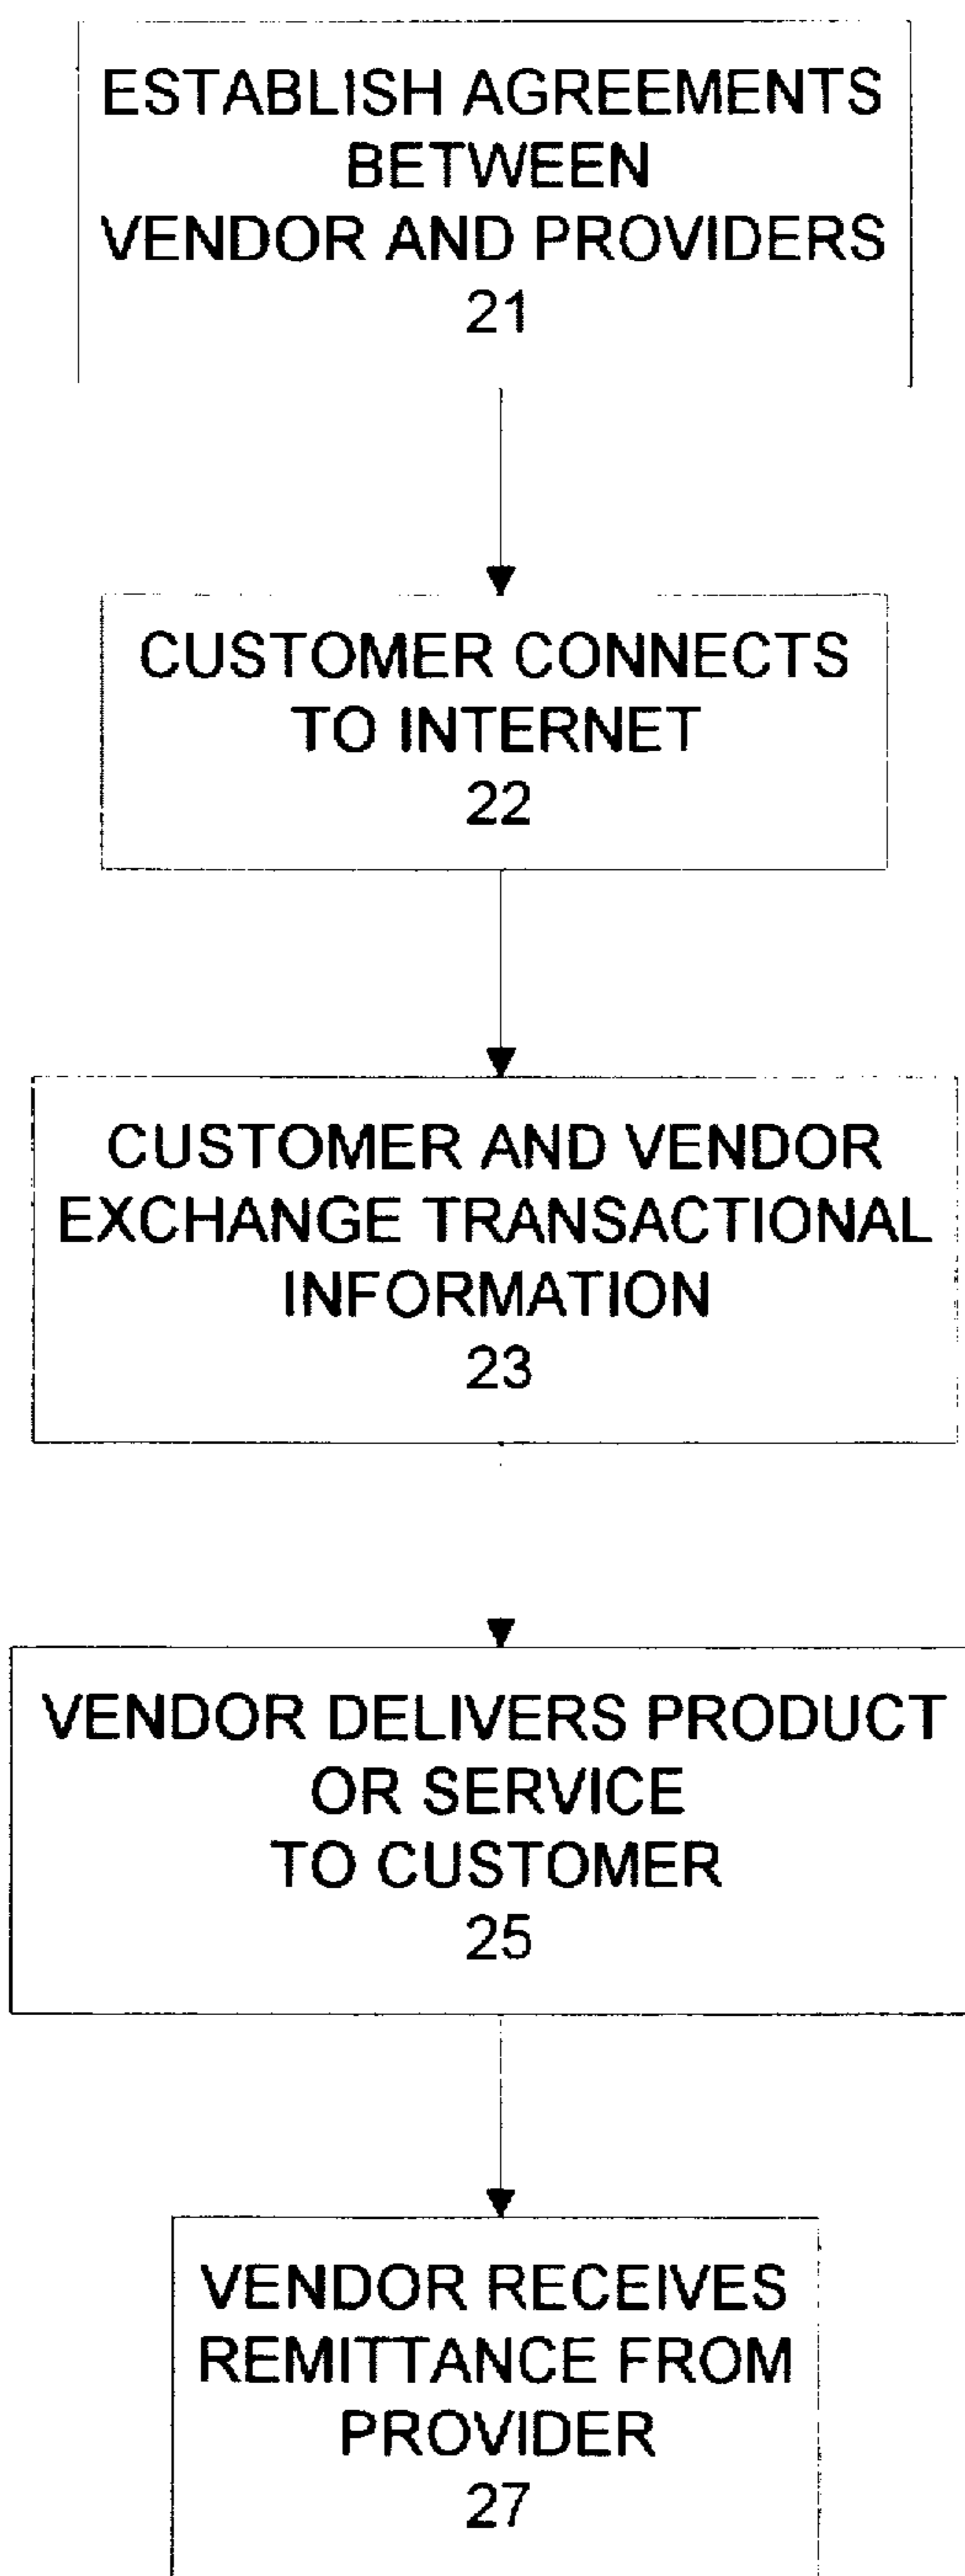 ESTABLISH AGREEMENTS
BETWEEN
VENDOR AND PROVIDERS
21
CUSTOMER CONNECTS
TO INTERNET
22
CUSTOMER AND VENDOR
EXCHANGE TRANSACTIONAL
INFORMATION
23
VENDOR DELIVERS PRODUCT
OR SERVICE
TO CUSTOMER
25
VENDOR RECEIVES
REMITTANCE FROM
PROVIDER
27